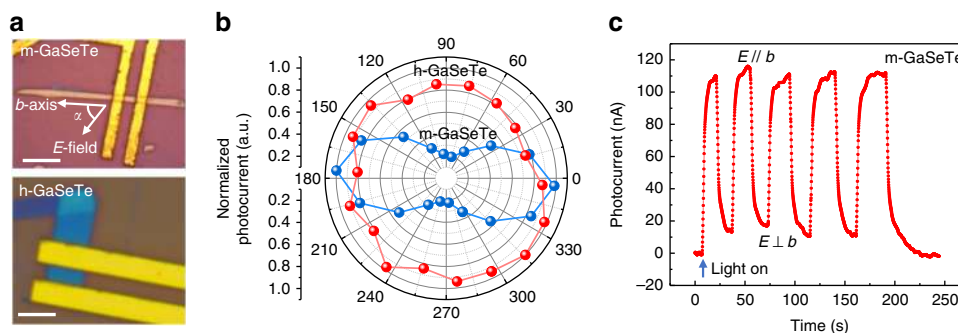 a
m-GaSeTe
b-axis
α
E-field
h-GaSeTe
b
Normalized
photocurrent (a.u.)
1.0
0.8
0.6
0.4
0.2
0.2
0.4
0.6
0.8
1.0
90
120
60
150
30
180
0
210
330
240
300
270
h-GaSeTe
m-GaSeTe
c
Photocurrent (nA)
120
100
80
60
40
20
0
−20
E // b
m-GaSeTe
E ⊥ b
Light on
0 50 100 150 200 250
Time (s)